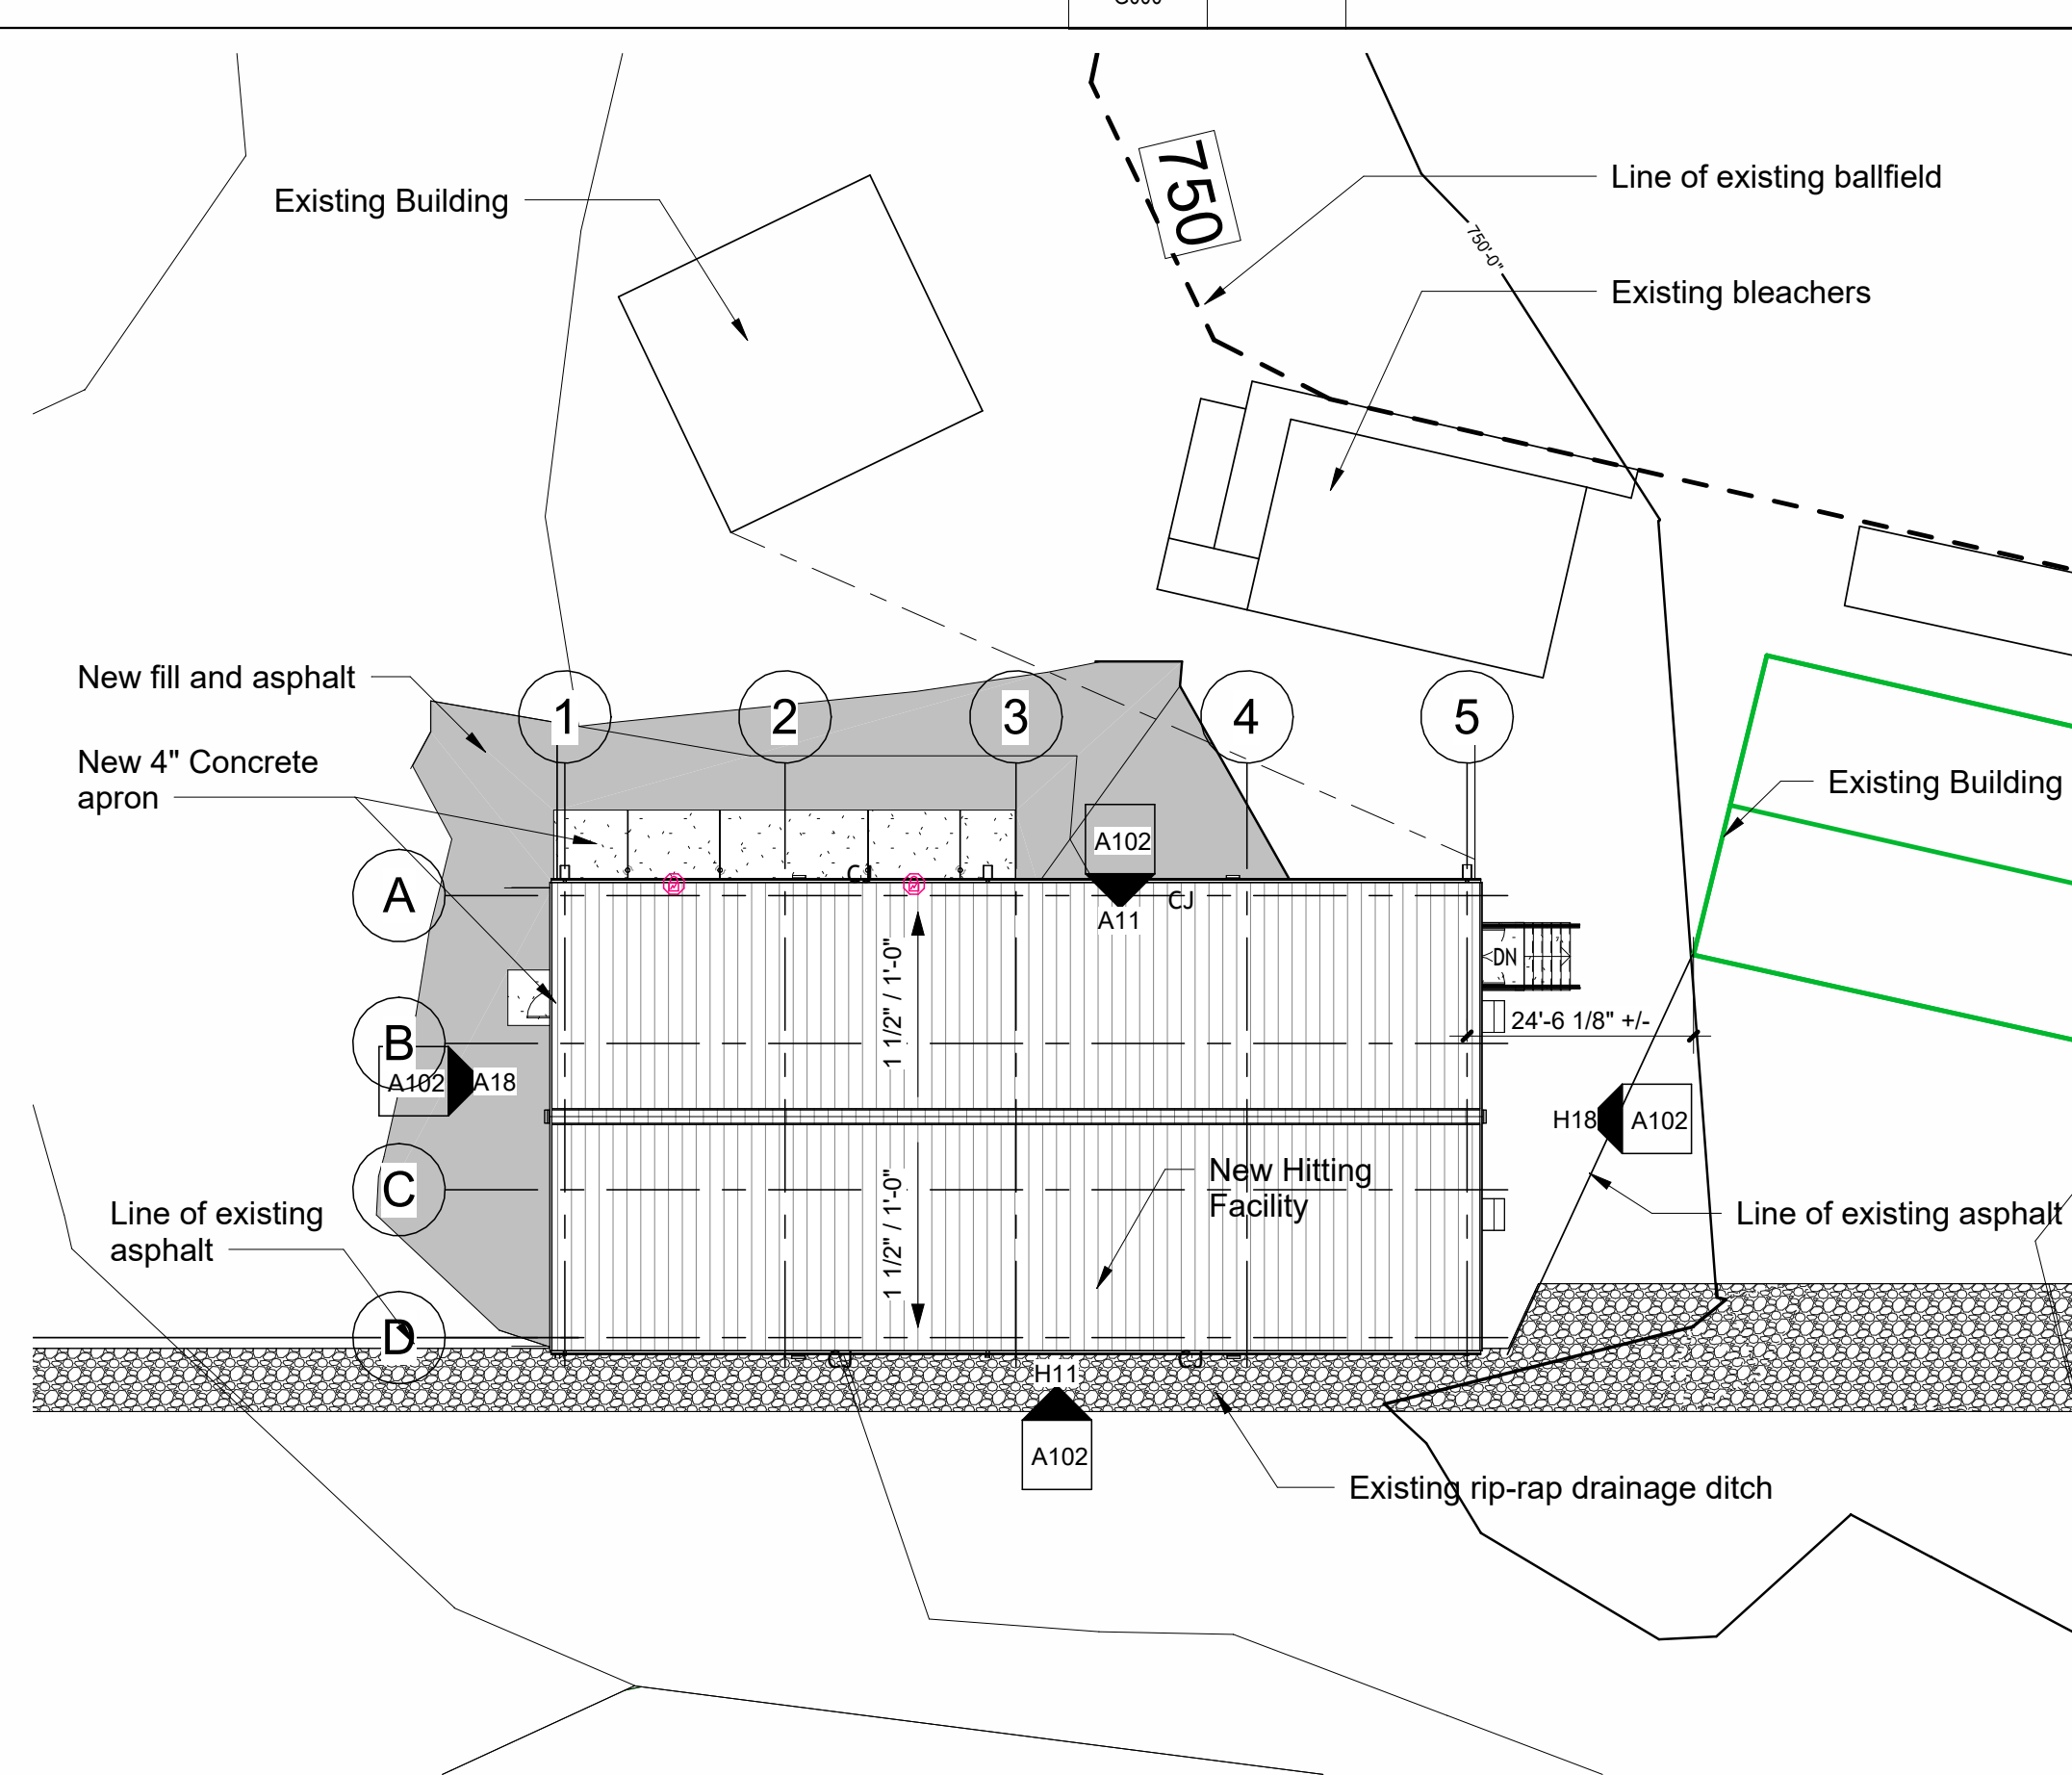 750
Line of existing ballfield
Existing Building
750'-0"
Existing bleachers
New fill and asphalt
1
2
3
4
5
New 4" Concrete
apron
Existing Building
A102
A11
CJ
CJ
A
DN
1 1/2" / 1'-0"
24'-6 1/8" +/-
B
A102
A18
H18
A102
New Hitting
Facility
C
1 1/2" / 1'-0"
Line of existing
asphalt
Line of existing asphalt
D
CJ
CJ
H11
A102
Existing rip-rap drainage ditch